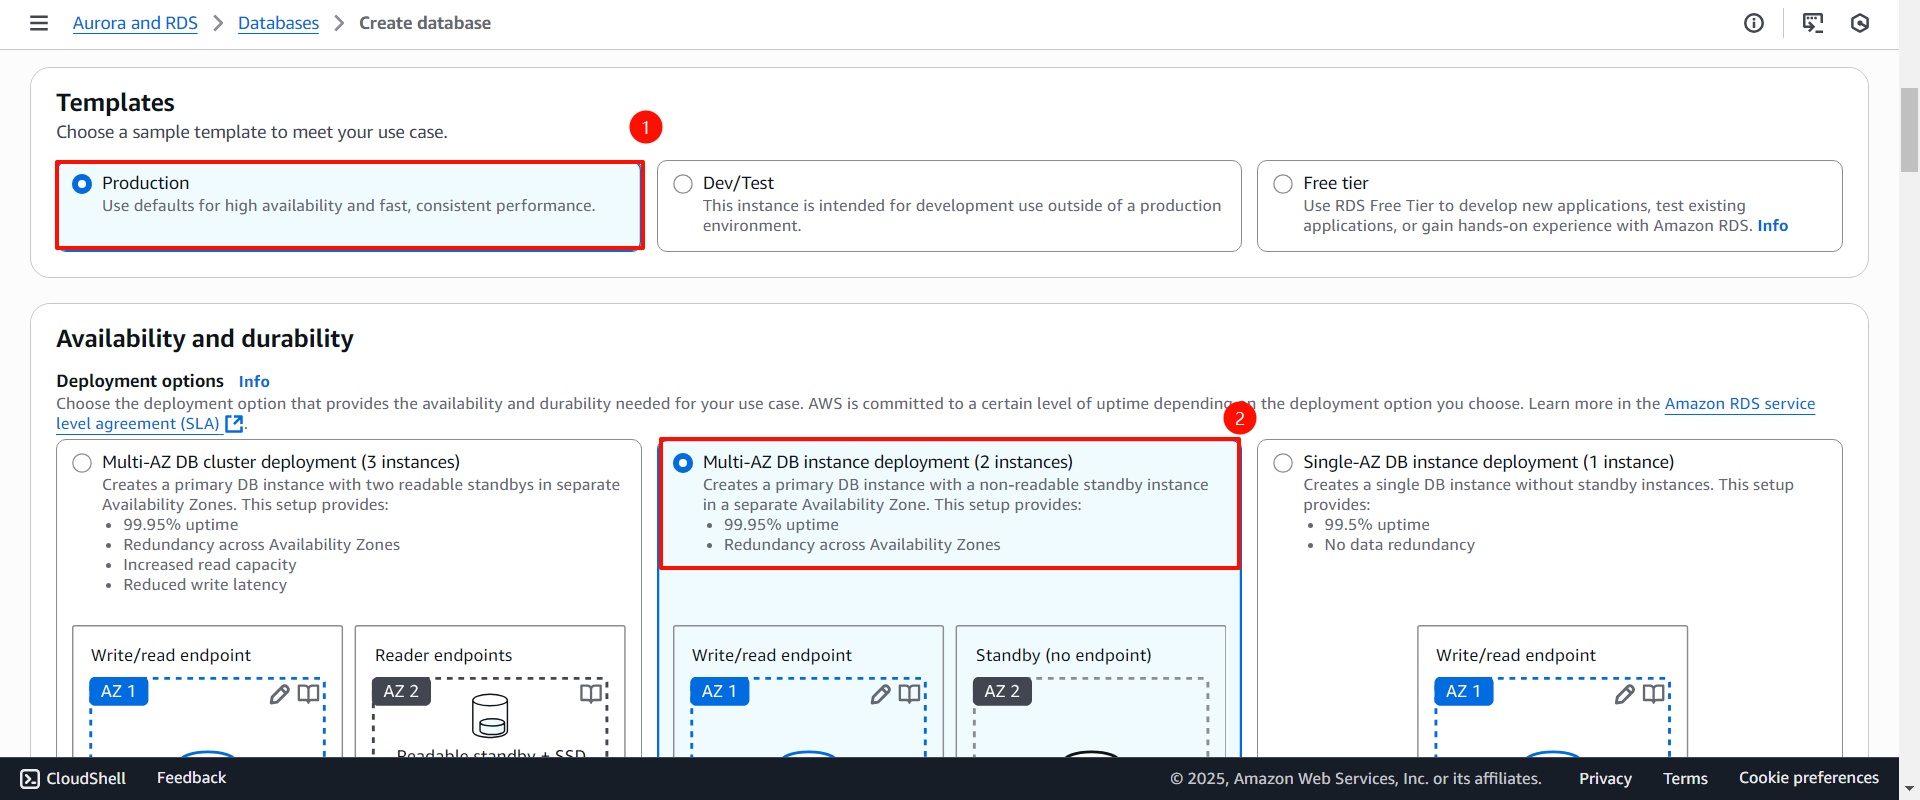 Aurora and RDS > Databases > Create database
Templates
Choose a sample template to meet your use case.
1
Production
Use defaults for high availability and fast, consistent performance.
Dev/Test
This instance is intended for development use outside of a production
environment.
Free tier
Use RDS Free Tier to develop new applications, test existing
applications, or gain hands-on experience with Amazon RDS. Info
Availability and durability
Deployment options Info
Choose the deployment option that provides the availability and durability needed for your use case. AWS is committed to a certain level of uptime depending on the deployment option you choose. Learn more in the Amazon RDS service
level agreement (SLA).
2
Multi-AZ DB cluster deployment (3 instances)
Creates a primary DB instance with two readable standbys in separate
Availability Zones. This setup provides:
• 99.95% uptime
• Redundancy across Availability Zones
• Increased read capacity
• Reduced write latency
Write/read endpoint
AZ 1
Reader endpoints
AZ 2
Readable standby + SSD
Multi-AZ DB instance deployment (2 instances)
Creates a primary DB instance with a non-readable standby instance
in a separate Availability Zone. This setup provides:
• 99.95% uptime
• Redundancy across Availability Zones
Write/read endpoint
AZ 1
Standby (no endpoint)
AZ 2
Single-AZ DB instance deployment (1 instance)
Creates a single DB instance without standby instances. This setup
provides:
• 99.5% uptime
• No data redundancy
Write/read endpoint
AZ 1
CloudShell Feedback © 2025, Amazon Web Services, Inc. or its affiliates. Privacy Terms Cookie preferences